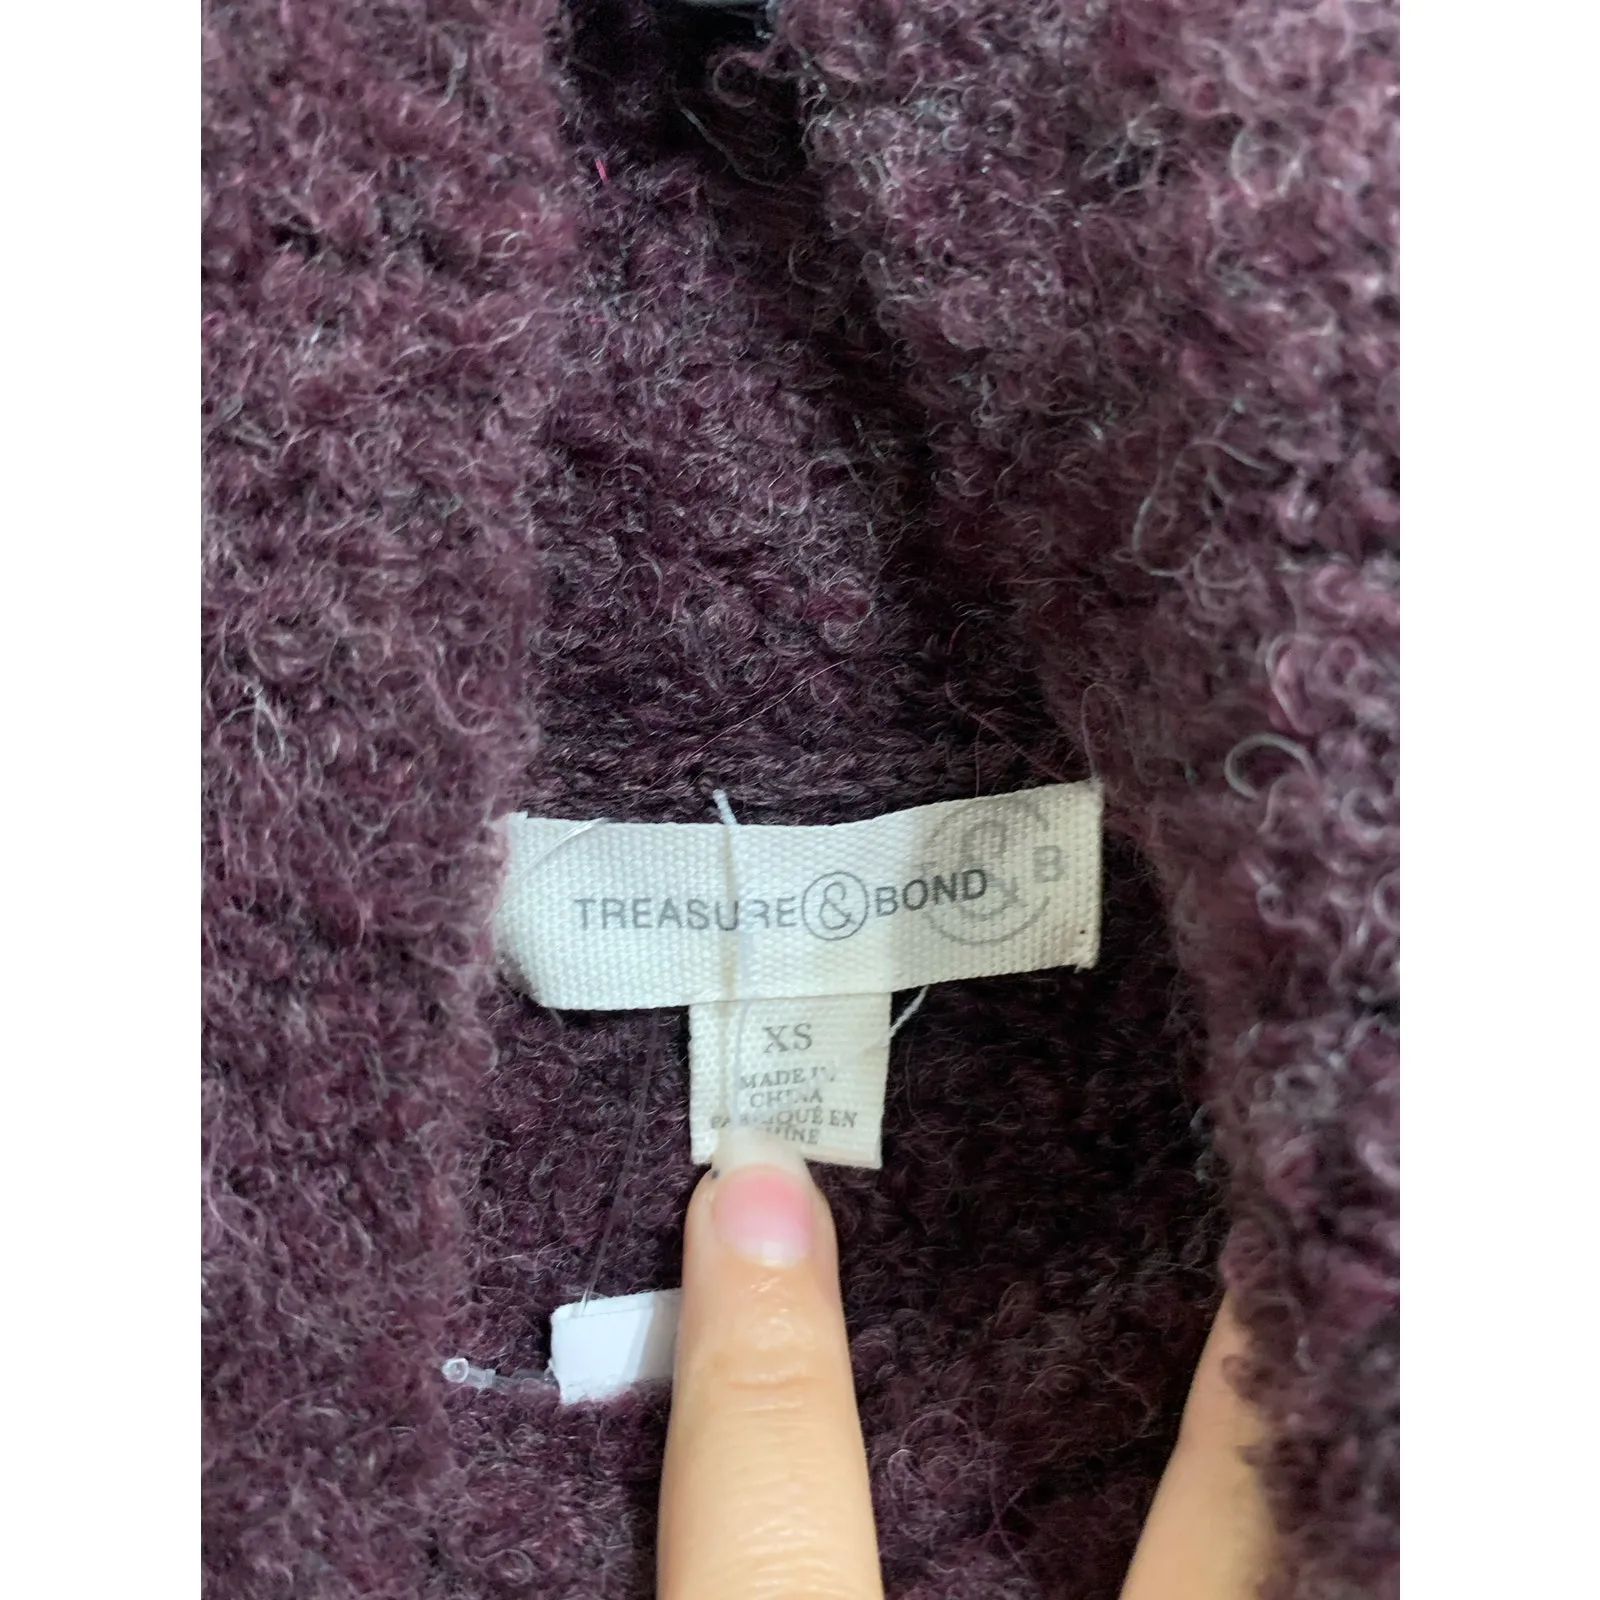 TREASURE & BOND
& B
XS
MADE IN
CHINA
FABRIQUÉ EN
CHINE